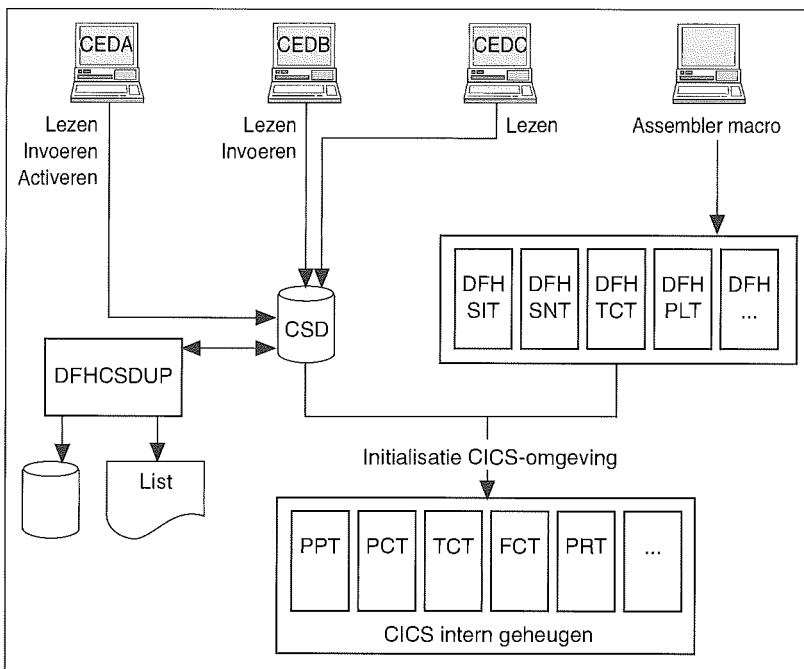 CEDA
CEDB
CEDC
Lezen
Invoeren
Activeren
Lezen
Invoeren
Lezen
Assembler macro
DFH
SIT
DFH
SNT
DFH
TCT
DFH
PLT
DFH
...
CSD
DFHCSDUP
List
Initialisatie CICS-omgeving
PPT
PCT
TCT
FCT
PRT
...
CICS intern geheugen